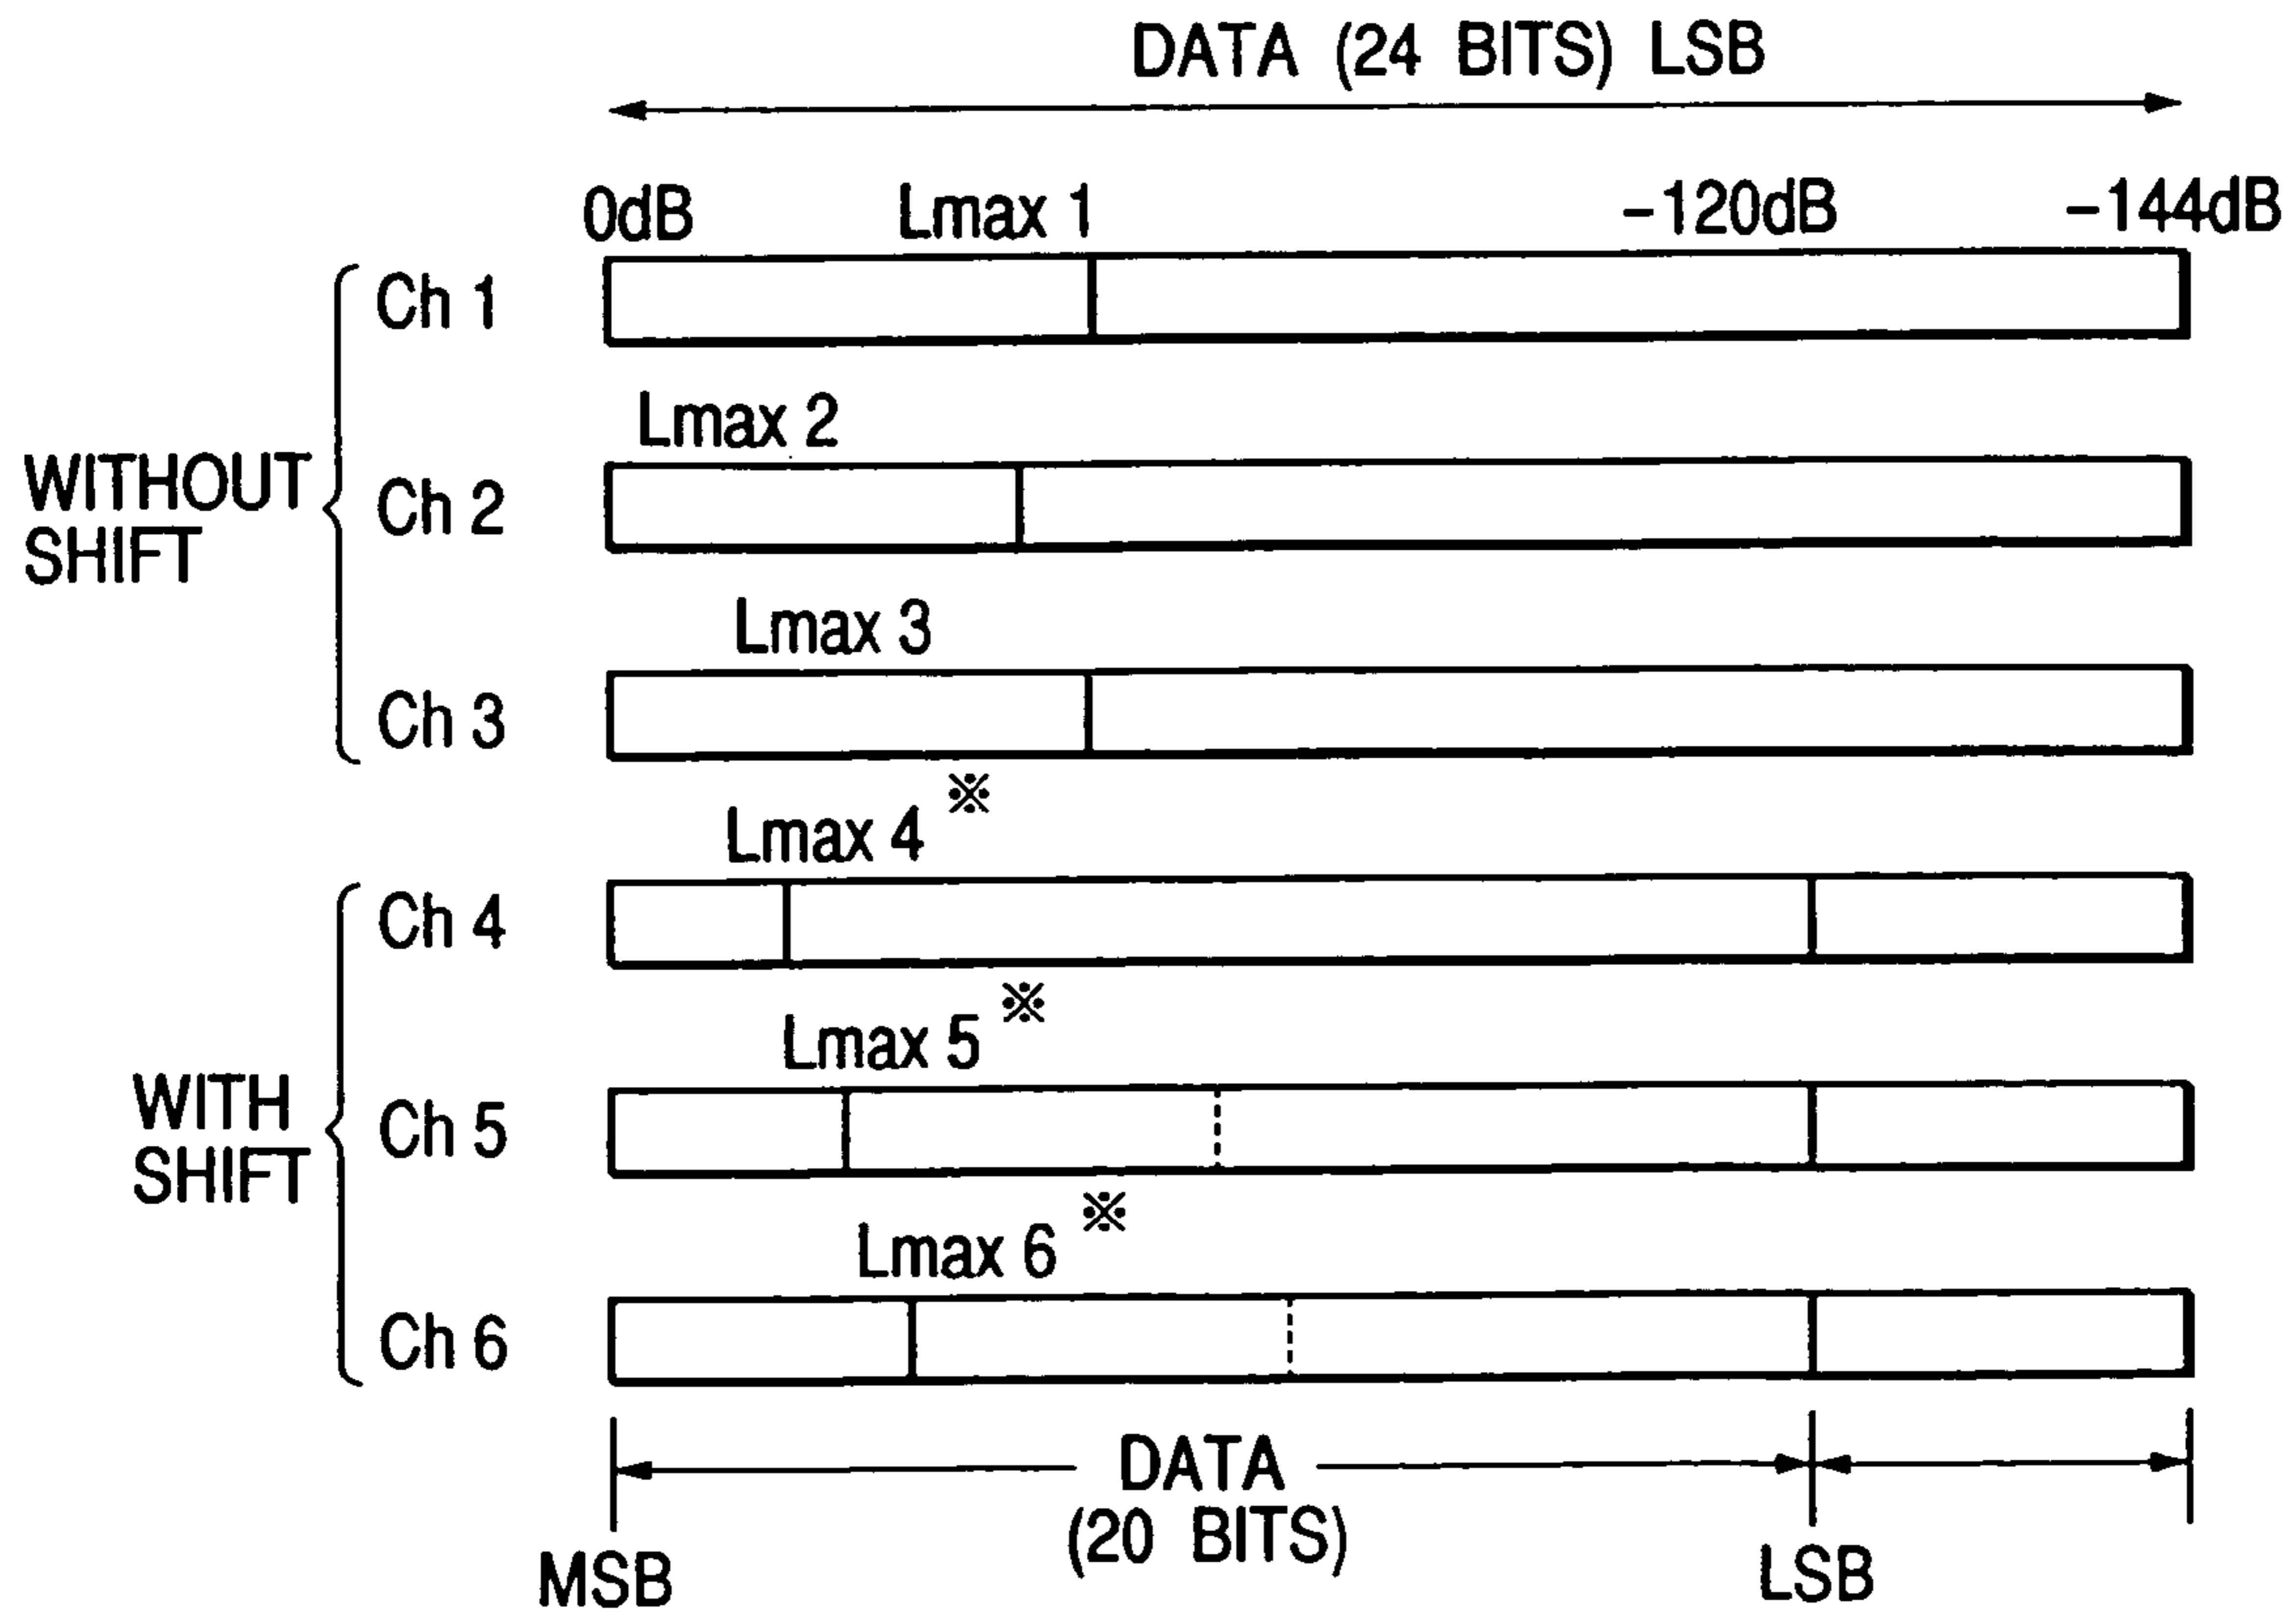 DATA (24 BITS) LSB
0dB Lmax 1 -120dB -144dB
Ch 1
Lmax 2
WITHOUT
SHIFT
Ch 2
Lmax 3
Ch 3
Lmax 4 ※
Ch 4
Lmax 5 ※
WITH
SHIFT
Ch 5
Lmax 6 ※
Ch 6
DATA
(20 BITS)
MSB LSB